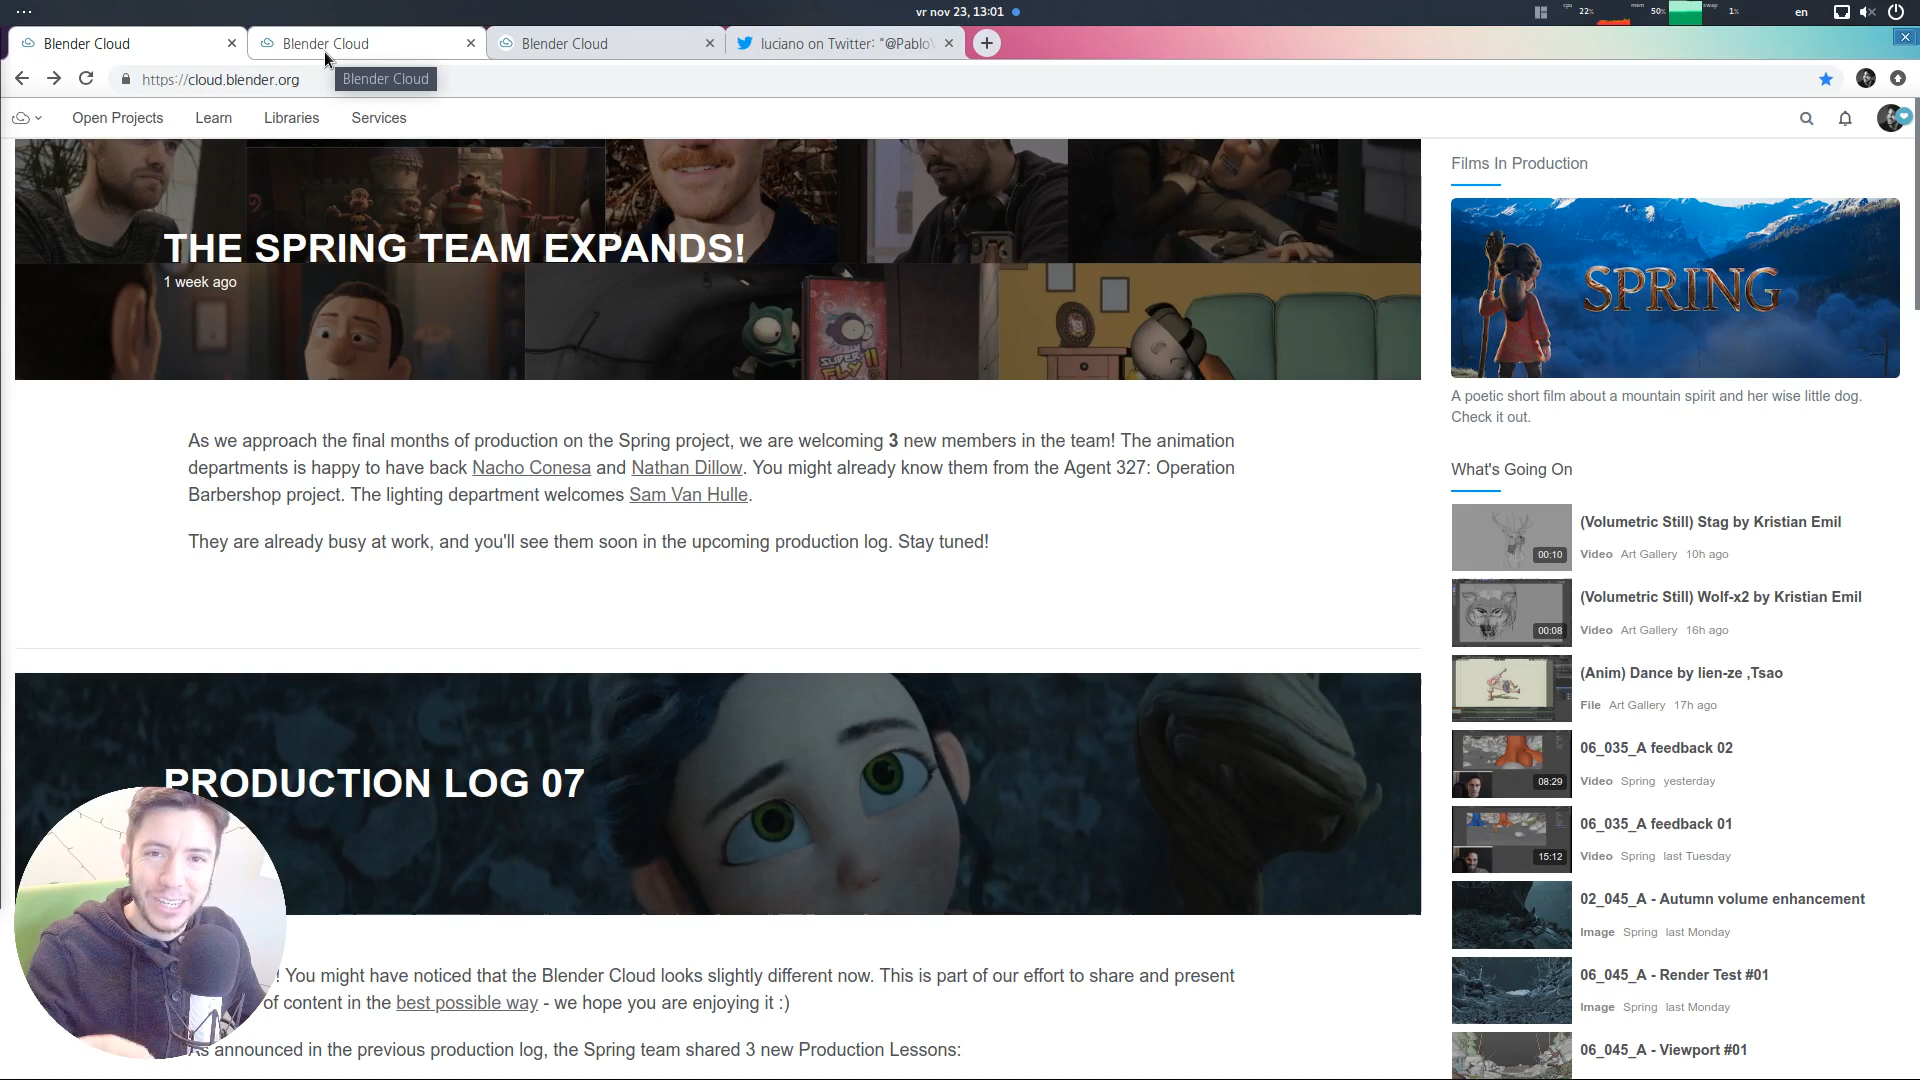 vr nov 23, 13:01
cpu 22% mem 50% swap 1% en
Blender Cloud
Blender Cloud
Blender Cloud
luciano on Twitter: "@Pablo
https://cloud.blender.org
Blender Cloud
Open Projects Learn Libraries Services
THE SPRING TEAM EXPANDS!
1 week ago
SUPER
FLY !!
As we approach the final months of production on the Spring project, we are welcoming 3 new members in the team! The animation
departments is happy to have back Nacho Conesa and Nathan Dillow. You might already know them from the Agent 327: Operation
Barbershop project. The lighting department welcomes Sam Van Hulle.
They are already busy at work, and you'll see them soon in the upcoming production log. Stay tuned!
PRODUCTION LOG 07
! You might have noticed that the Blender Cloud looks slightly different now. This is part of our effort to share and present
of content in the best possible way - we hope you are enjoying it :)
As announced in the previous production log, the Spring team shared 3 new Production Lessons:
Films In Production
SPRING
A poetic short film about a mountain spirit and her wise little dog.
Check it out.
What's Going On
00:10
(Volumetric Still) Stag by Kristian Emil
Video Art Gallery 10h ago
00:08
(Volumetric Still) Wolf-x2 by Kristian Emil
Video Art Gallery 16h ago
(Anim) Dance by lien-ze ,Tsao
File Art Gallery 17h ago
08:29
06_035_A feedback 02
Video Spring yesterday
15:12
06_035_A feedback 01
Video Spring last Tuesday
02_045_A - Autumn volume enhancement
Image Spring last Monday
06_045_A - Render Test #01
Image Spring last Monday
06_045_A - Viewport #01